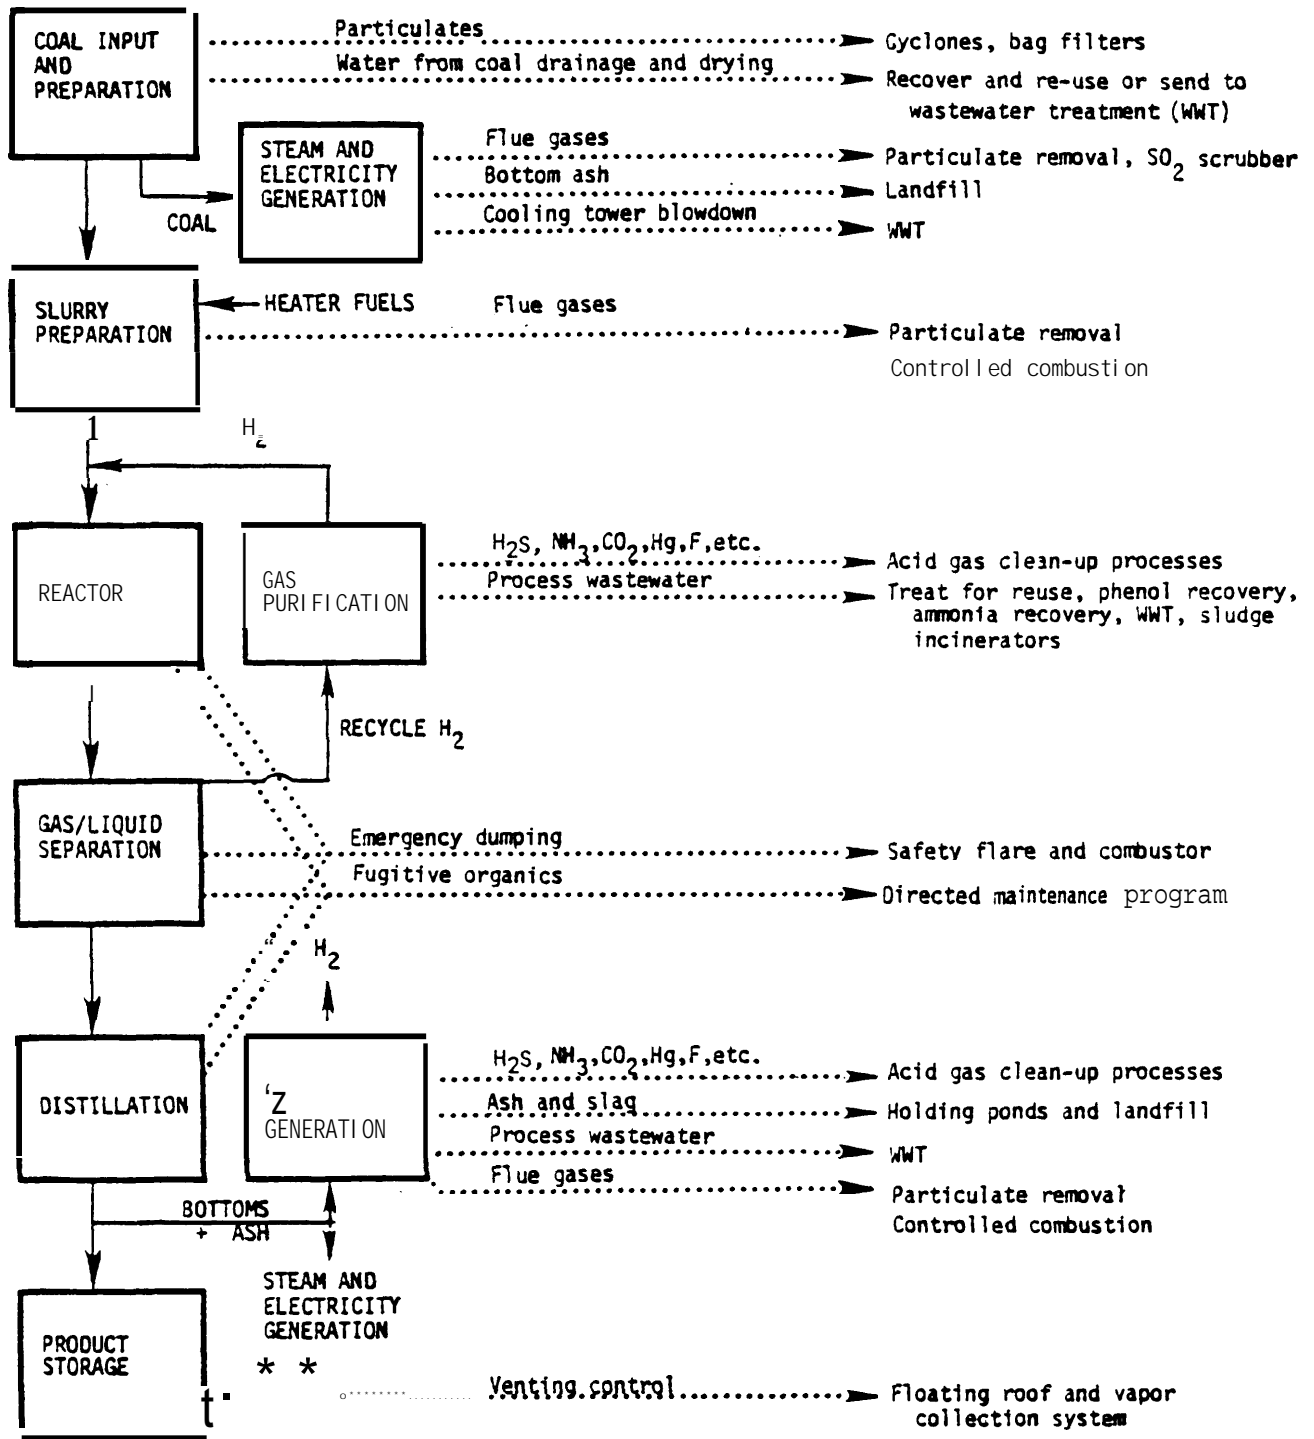 COAL INPUT
AND
PREPARATION
Particulates
Cyclones, bag filters
Water from coal drainage and drying
Recover and re-use or send to
wastewater treatment (WWT)
STEAM AND
ELECTRICITY
GENERATION
COAL
Flue gases
Particulate removal, SO2 scrubber
Bottom ash
Landfill
Cooling tower blowdown
WWT
SLURRY
PREPARATION
HEATER FUELS
Flue gases
Particulate removal
Controlled combustion
1
H2
REACTOR
GAS
PURIFICATION
H2S, NH3,CO2,Hg,F,etc.
Acid gas clean-up processes
Process wastewater
Treat for reuse, phenol recovery,
ammonia recovery, WWT, sludge
incinerators
RECYCLE H2
GAS/LIQUID
SEPARATION
Emergency dumping
Safety flare and combustor
Fugitive organics
Directed maintenance program
H2
DISTILLATION
'Z
GENERATION
H2S, NH3,CO2,Hg,F,etc.
Acid gas clean-up processes
Ash and slag
Holding ponds and landfill
Process wastewater
WWT
Flue gases
Particulate removal
Controlled combustion
BOTTOMS
+ ASH
STEAM AND
ELECTRICITY
GENERATION
* *
PRODUCT
STORAGE
t
Venting control
Floating roof and vapor
collection system